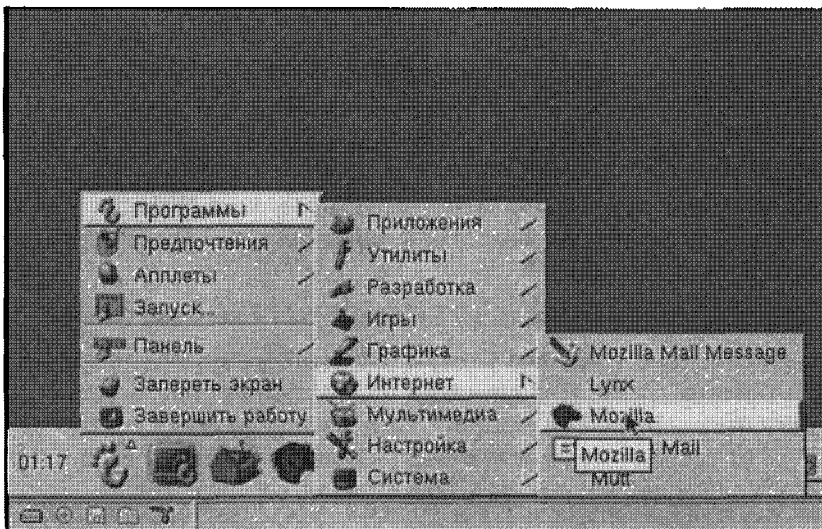 Программы
Предпочтения
Апплеты
Запуск...
Панель
Запереть экран
Завершить работу
Приложения
Утилиты
Разработка
Игры
Графика
Интернет
Мультимедиа
Настройка
Система
Mozilla Mail Message
Lynx
Mozilla
Mail
Mozilla
Mutt
01:17